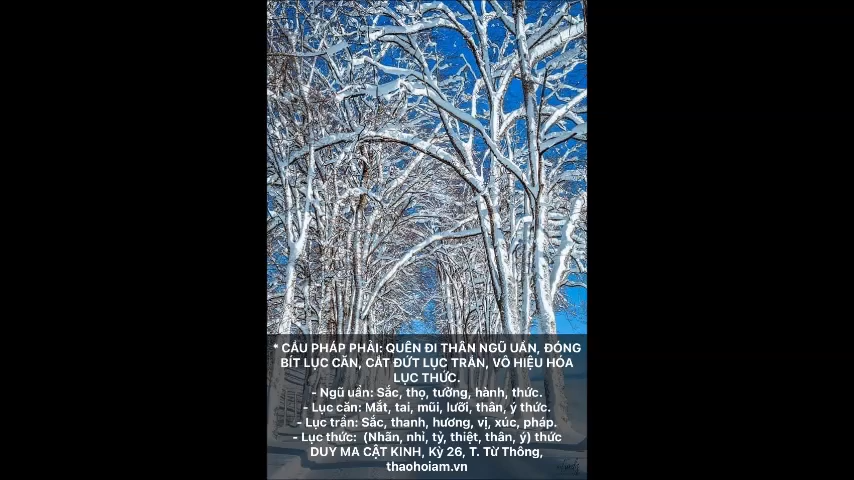 * CẦU PHÁP PHẢI: QUÊN ĐI THÂN NGŨ UẨN, ĐÓNG
BÍT LỤC CĂN, CẮT ĐỨT LỤC TRẦN, VÔ HIỆU HÓA
LỤC THỨC.
- Ngũ uẩn: Sắc, thọ, tưởng, hành, thức.
- Lục căn: Mắt, tai, mũi, lưỡi, thân, ý thức.
- Lục trần: Sắc, thanh, hương, vị, xúc, pháp.
- Lục thức: (Nhãn, nhỉ, tỷ, thiệt, thân, ý) thức
DUY MA CẬT KINH, Kỳ 26, T. Từ Thông,
thaohoiam.vn